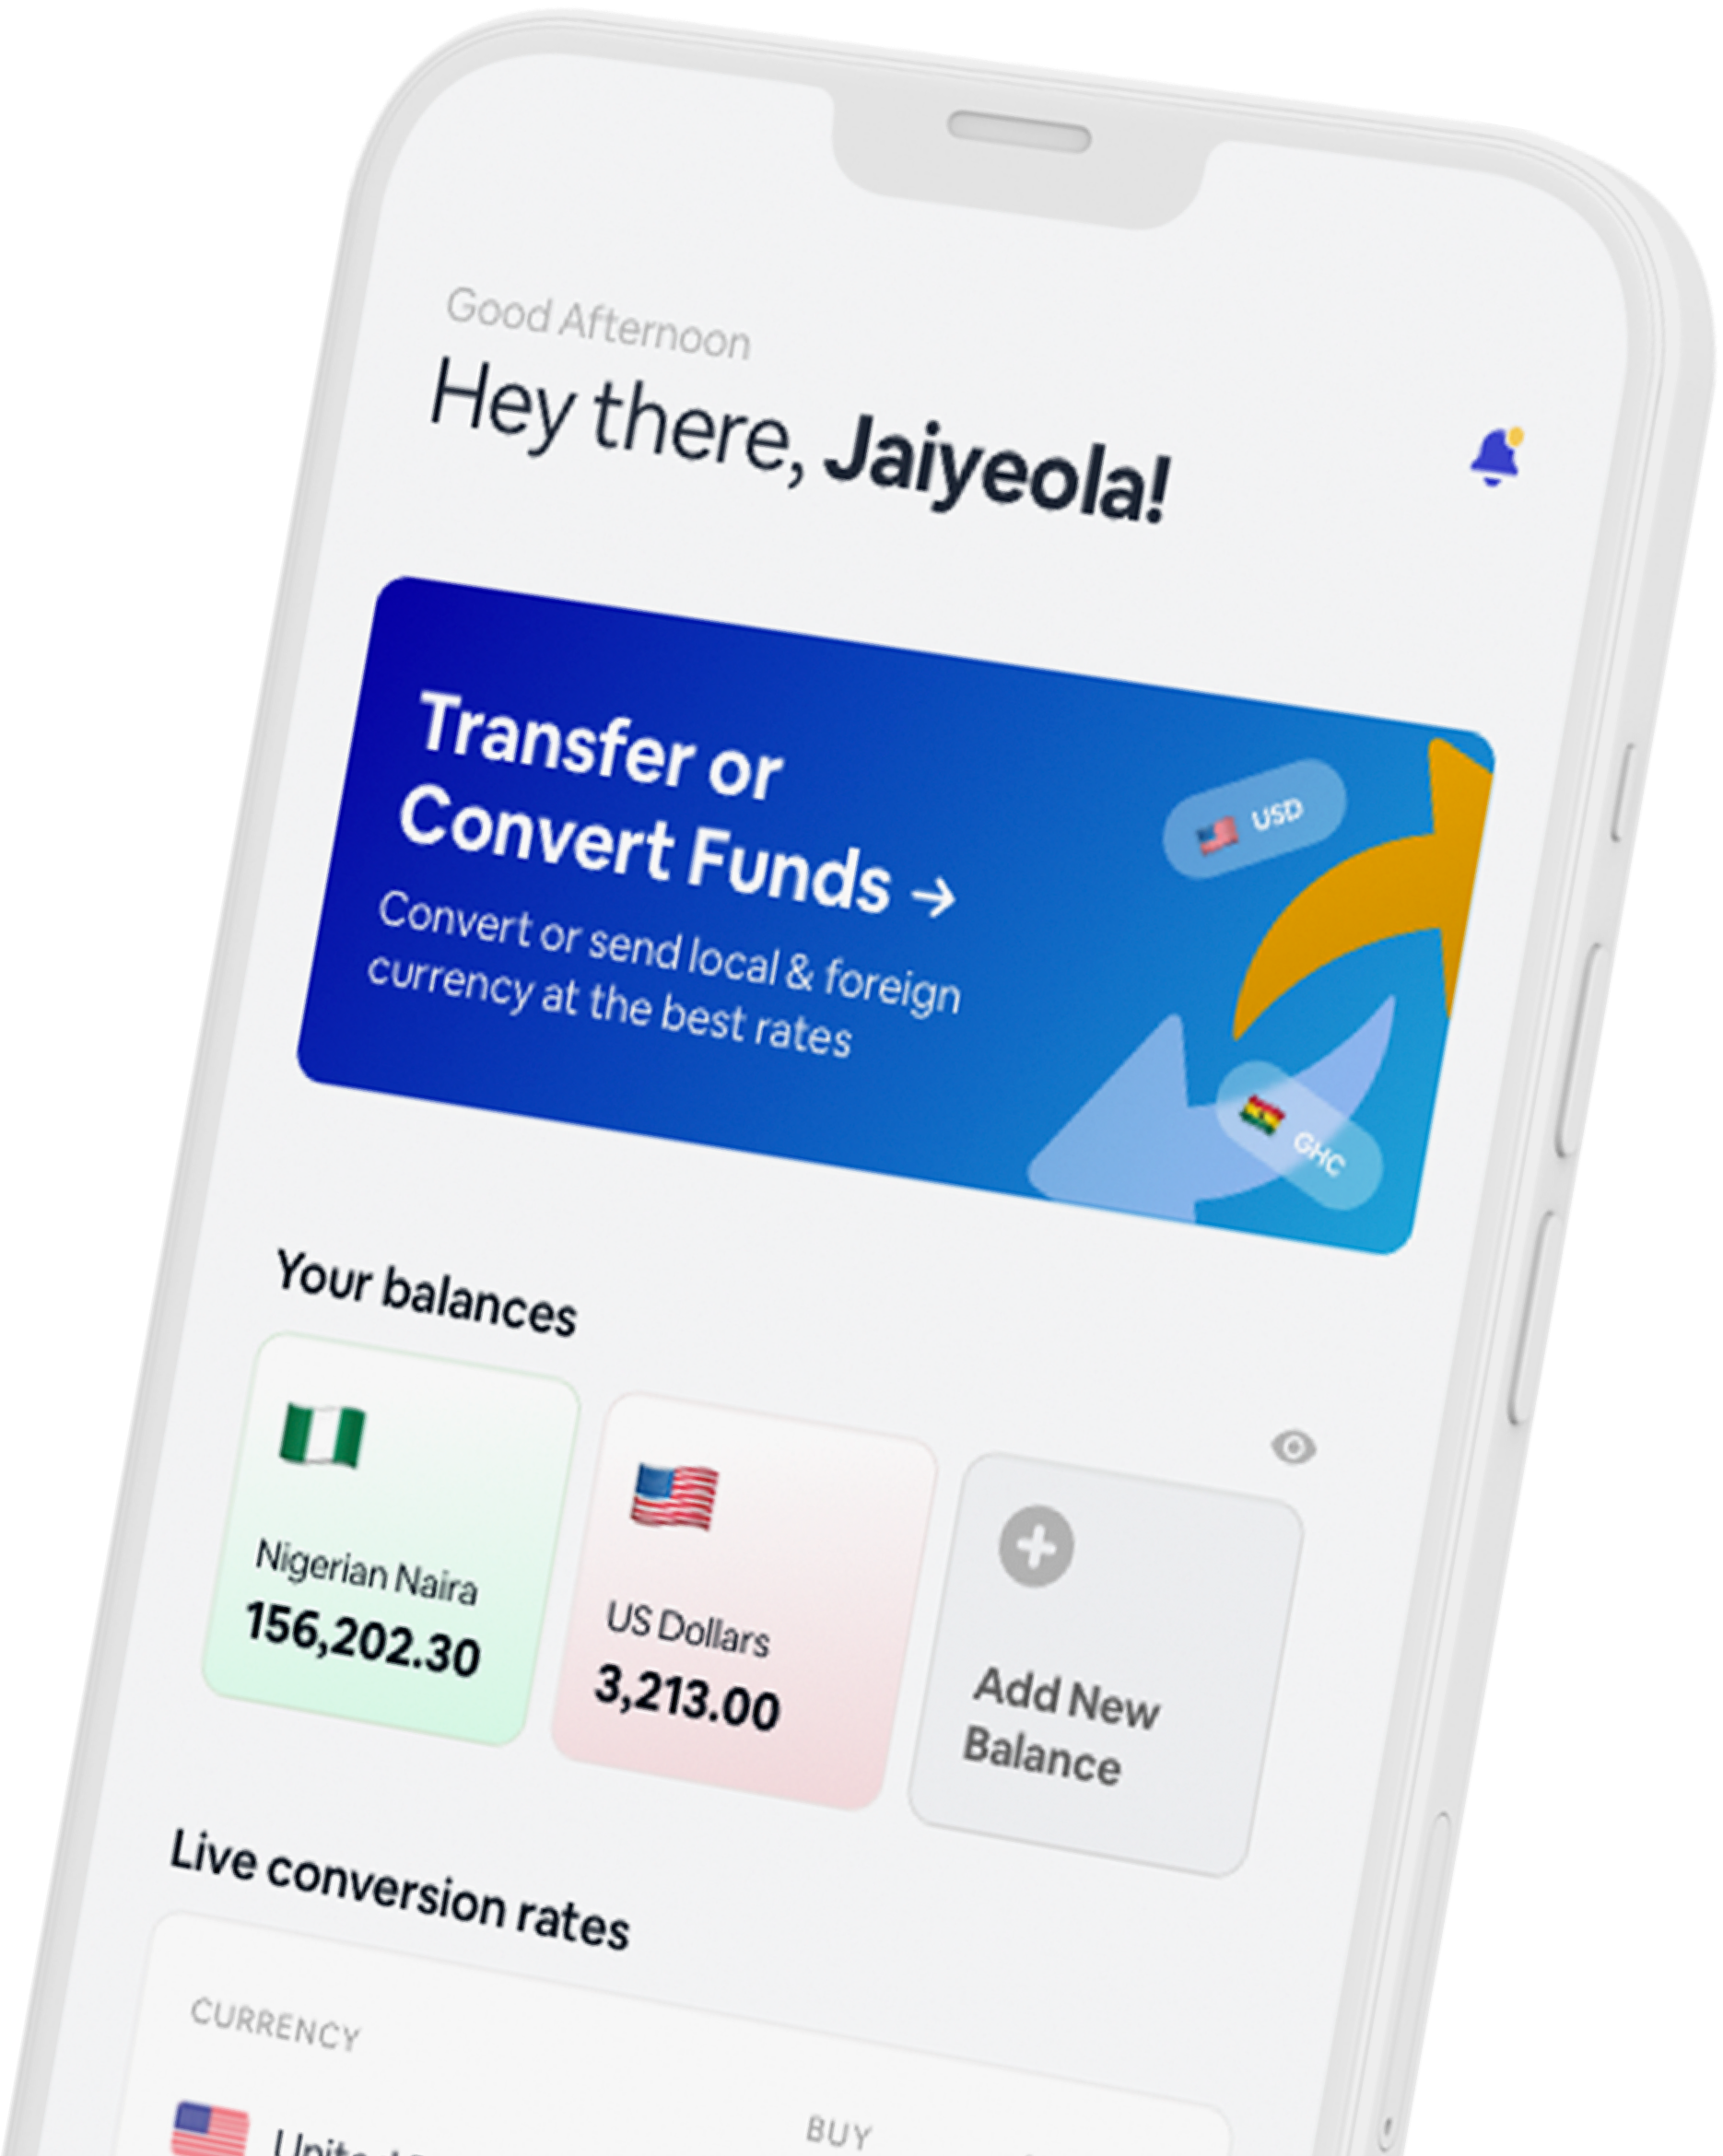 Good Afternoon
Hey there, Jaiyeola!
Transfer or
Convert Funds →
Convert or send local & foreign
currency at the best rates
USD
GHC
Your balances
Nigerian Naira
156,202.30
US Dollars
3,213.00
Add New
Balance
Live conversion rates
CURRENCY
BUY